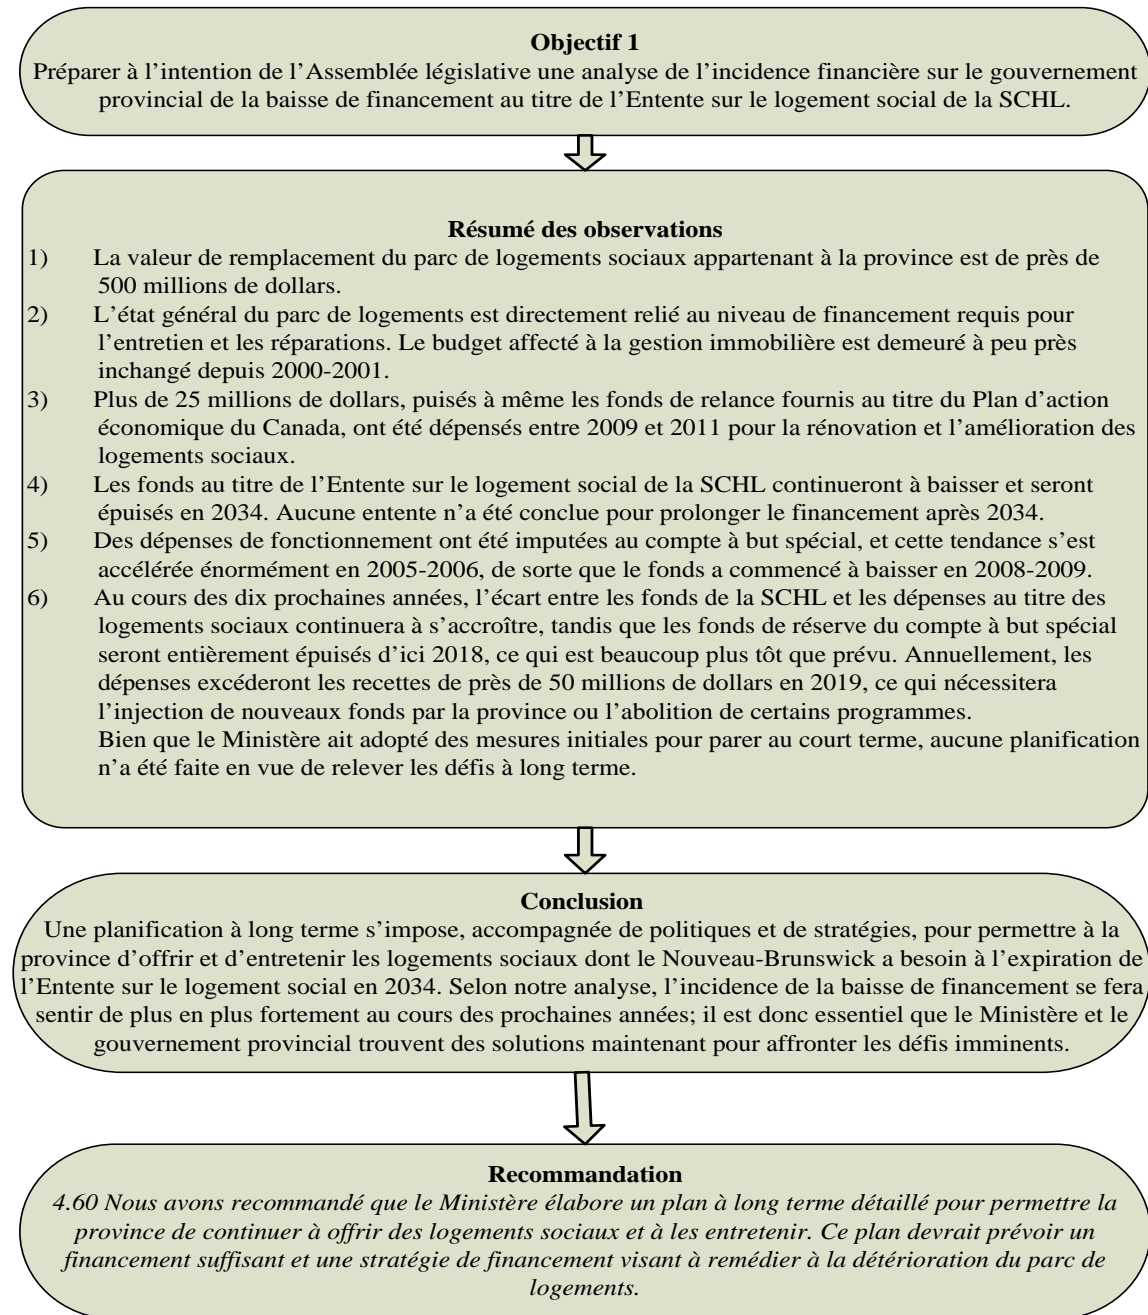 Objectif 1
Préparer à l’intention de l’Assemblée législative une analyse de l’incidence financière sur le gouvernement
provincial de la baisse de financement au titre de l’Entente sur le logement social de la SCHL.
Résumé des observations
1) La valeur de remplacement du parc de logements sociaux appartenant à la province est de près de
500 millions de dollars.
2) L’état général du parc de logements est directement relié au niveau de financement requis pour
l’entretien et les réparations. Le budget affecté à la gestion immobilière est demeuré à peu près
inchangé depuis 2000-2001.
3) Plus de 25 millions de dollars, puisés à même les fonds de relance fournis au titre du Plan d’action
économique du Canada, ont été dépensés entre 2009 et 2011 pour la rénovation et l’amélioration des
logements sociaux.
4) Les fonds au titre de l’Entente sur le logement social de la SCHL continueront à baisser et seront
épuisés en 2034. Aucune entente n’a été conclue pour prolonger le financement après 2034.
5) Des dépenses de fonctionnement ont été imputées au compte à but spécial, et cette tendance s’est
accélérée énormément en 2005-2006, de sorte que le fonds a commencé à baisser en 2008-2009.
6) Au cours des dix prochaines années, l’écart entre les fonds de la SCHL et les dépenses au titre des
logements sociaux continuera à s’accroître, tandis que les fonds de réserve du compte à but spécial
seront entièrement épuisés d’ici 2018, ce qui est beaucoup plus tôt que prévu. Annuellement, les
dépenses excéderont les recettes de près de 50 millions de dollars en 2019, ce qui nécessitera
l’injection de nouveaux fonds par la province ou l’abolition de certains programmes.
Bien que le Ministère ait adopté des mesures initiales pour parer au court terme, aucune planification
n’a été faite en vue de relever les défis à long terme.
Conclusion
Une planification à long terme s’impose, accompagnée de politiques et de stratégies, pour permettre à la
province d’offrir et d’entretenir les logements sociaux dont le Nouveau-Brunswick a besoin à l’expiration de
l’Entente sur le logement social en 2034. Selon notre analyse, l’incidence de la baisse de financement se fera
sentir de plus en plus fortement au cours des prochaines années; il est donc essentiel que le Ministère et le
gouvernement provincial trouvent des solutions maintenant pour affronter les défis imminents.
Recommandation
4.60 Nous avons recommandé que le Ministère élabore un plan à long terme détaillé pour permettre la
province de continuer à offrir des logements sociaux et à les entretenir. Ce plan devrait prévoir un
financement suffisant et une stratégie de financement visant à remédier à la détérioration du parc de
logements.